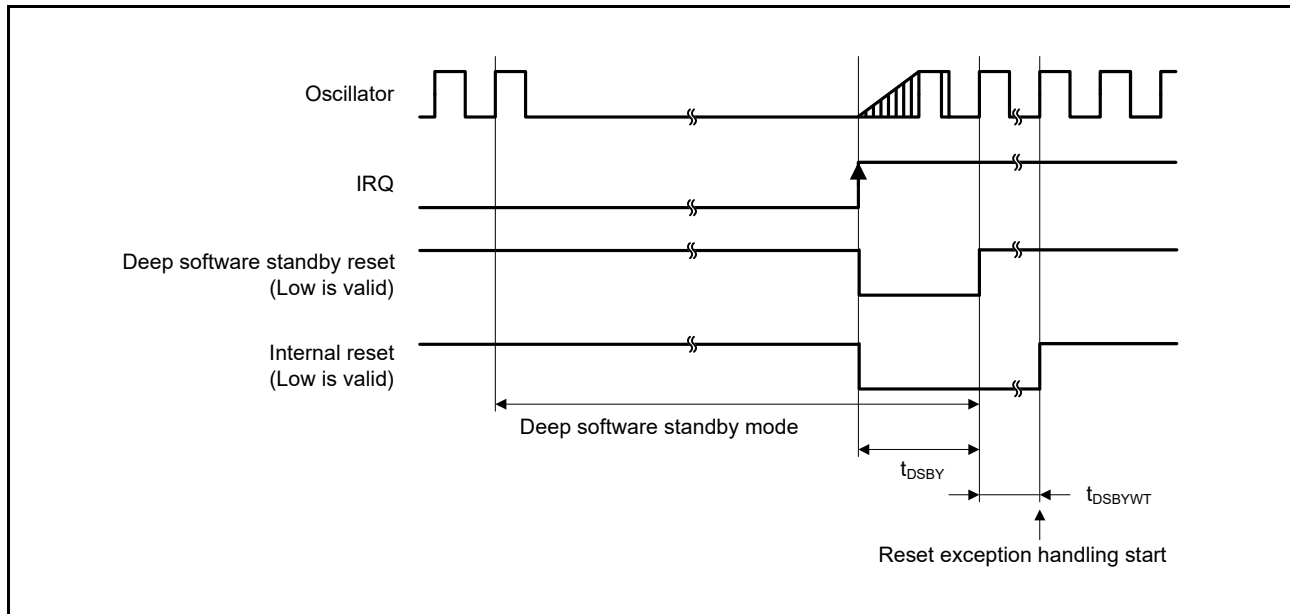 Oscillator
IRQ
Deep software standby reset
(Low is valid)
Internal reset
(Low is valid)
Deep software standby mode
tDSBY
tDSBYWT
Reset exception handling start